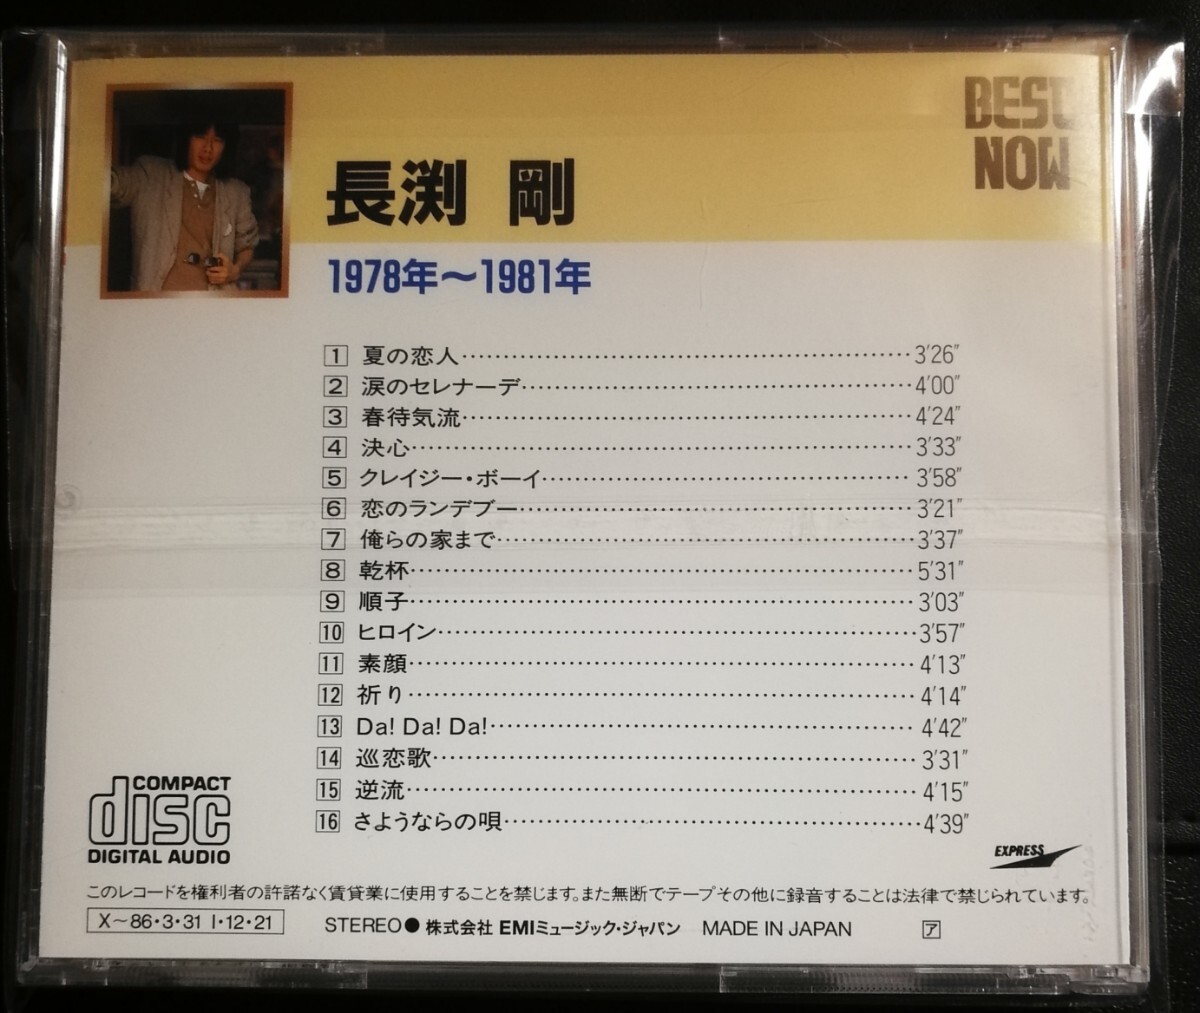 BEST
NOW
長渕 剛
1978年〜1981年
1 夏の恋人 3′26″
2 涙のセレナーデ 4′00″
3 春待気流 4′24″
4 決心 3′33″
5 クレイジー・ボーイ 3′58″
6 恋のランデブー 3′21″
7 俺らの家まで 3′37″
8 乾杯 5′31″
9 順子 3′03″
10 ヒロイン 3′57″
11 素顔 4′13″
12 祈り 4′14″
13 Da! Da! Da! 4′42″
14 巡恋歌 3′31″
15 逆流 4′15″
16 さようならの唄 4′39″
COMPACT
disc
DIGITAL AUDIO
EXPRESS
このレコードを権利者の許諾なく賃貸業に使用することを禁じます。また無断でテープその他に録音することは法律で禁じられています。
X〜86・3・31 I・12・21 STEREO● 株式会社 EMIミュージック・ジャパン MADE IN JAPAN ア